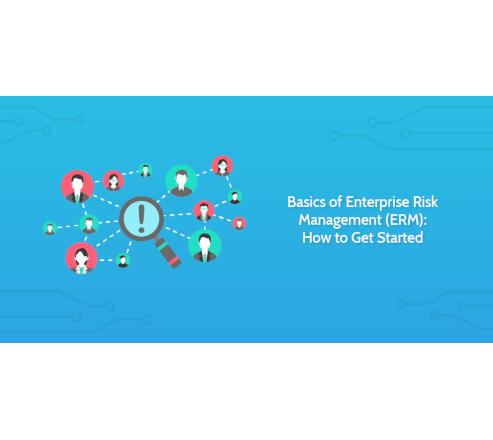 Basics of Enterprise Risk
Management (ERM):
How to Get Started